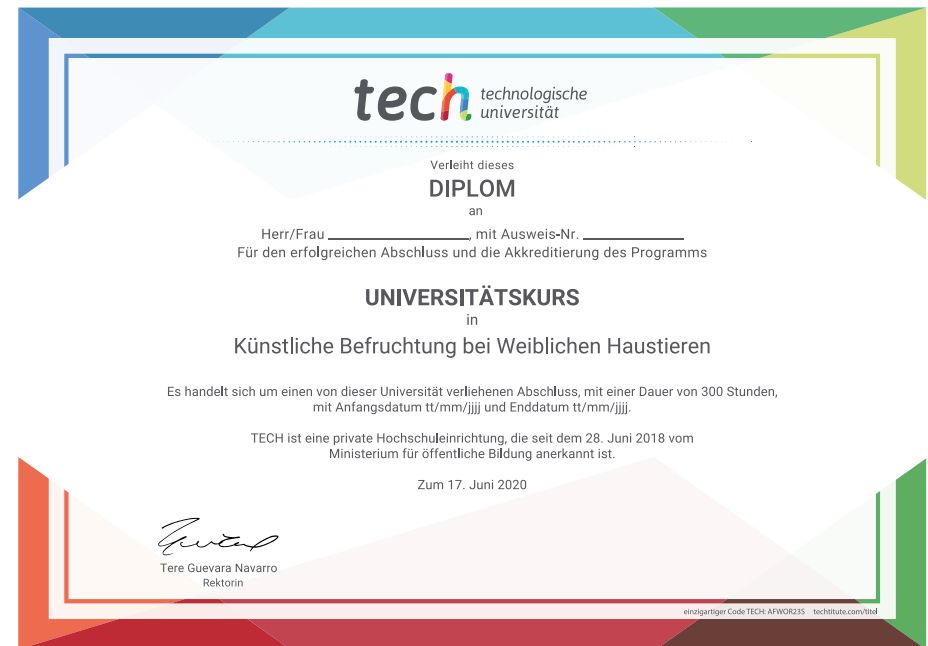 tech technologische
universität
Verleiht dieses
DIPLOM
an
Herr/Frau ____________________, mit Ausweis-Nr. ______________
Für den erfolgreichen Abschluss und die Akkreditierung des Programms
UNIVERSITÄTSKURS
in
Künstliche Befruchtung bei Weiblichen Haustieren
Es handelt sich um einen von dieser Universität verliehenen Abschluss, mit einer Dauer von 300 Stunden,
mit Anfangsdatum tt/mm/jjjj und Enddatum tt/mm/jjjj.
TECH ist eine private Hochschuleinrichtung, die seit dem 28. Juni 2018 vom
Ministerium für öffentliche Bildung anerkannt ist.
Zum 17. Juni 2020
Tere Guevara Navarro
Rektorin
einzigartiger Code TECH: AFWOR23S techtitute.com/titel